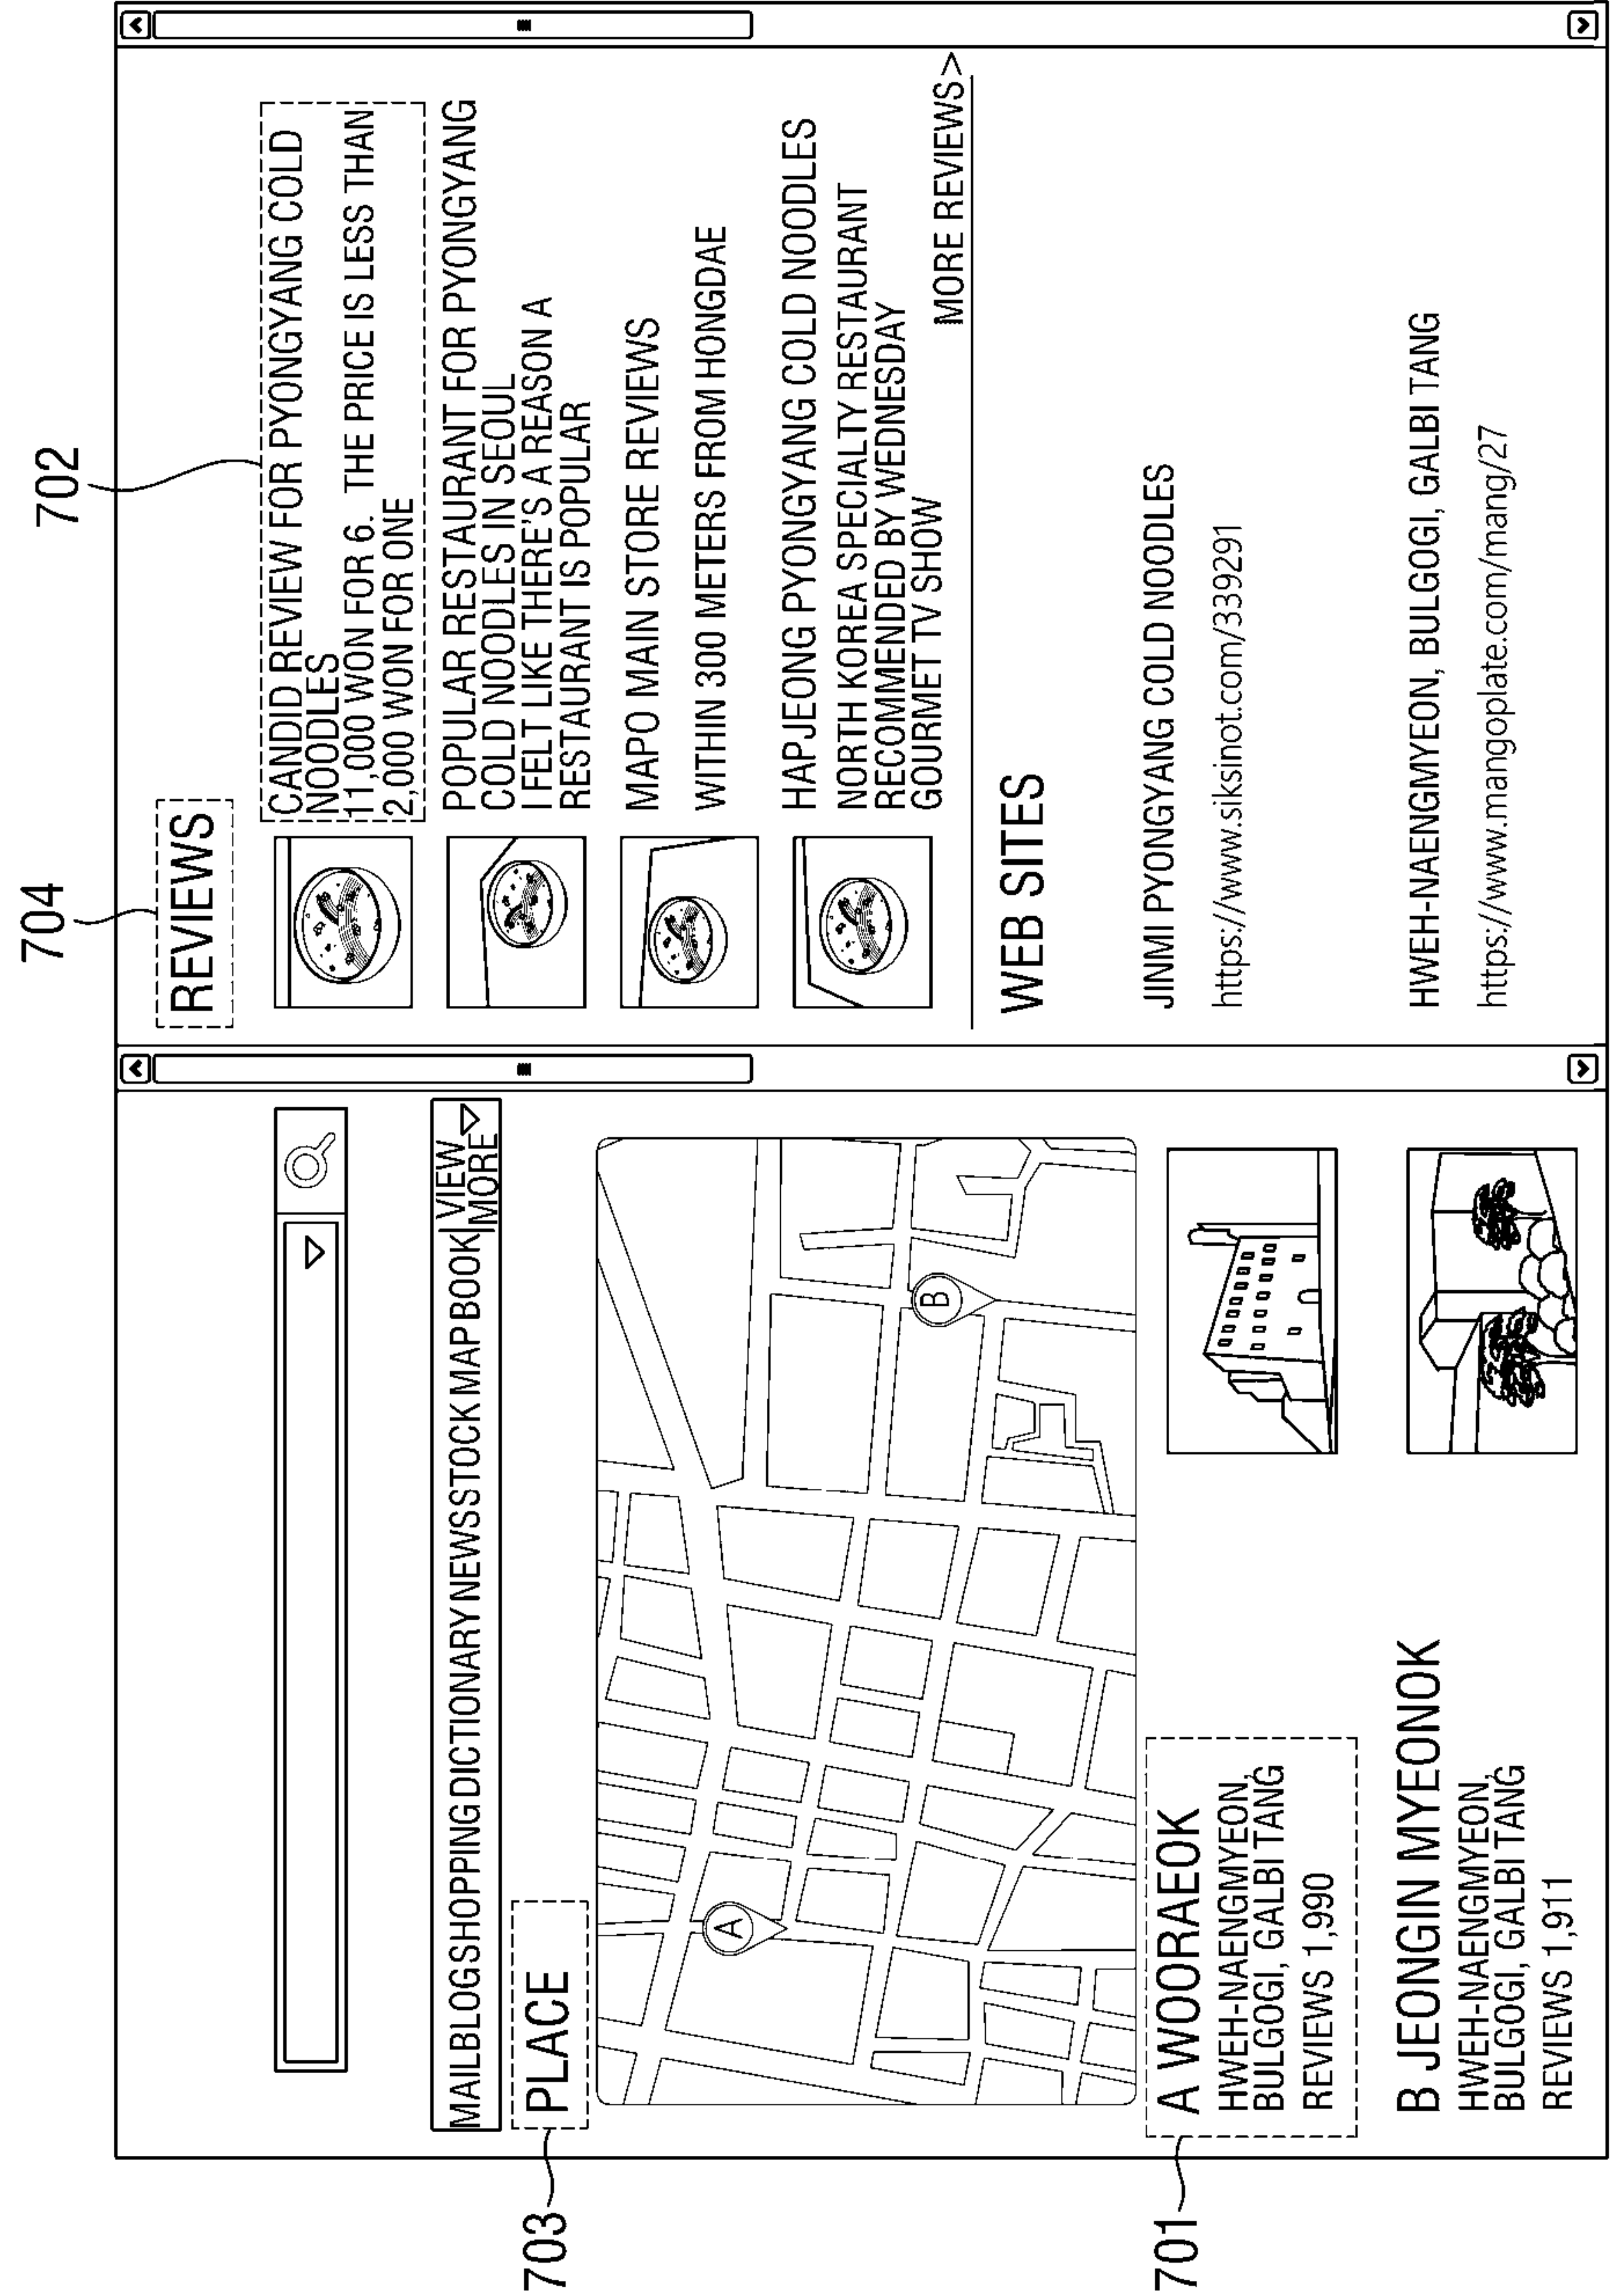 703
701
MAIL BLOG SHOPPING DICTIONARY NEWS STOCK MAP BOOK VIEW MORE
PLACE
A
B
A WOORAEOK
HWEH-NAENGMYEON,
BULGOGI, GALBI TANG
REVIEWS 1,990
B JEONGIN MYEONOK
HWEH-NAENGMYEON,
BULGOGI, GALBI TANG
REVIEWS 1,911
704
702
REVIEWS
CANDID REVIEW FOR PYONGYANG COLD
NOODLES
11,000 WON FOR 6. THE PRICE IS LESS THAN
2,000 WON FOR ONE
POPULAR RESTAURANT FOR PYONGYANG
COLD NOODLES IN SEOUL
I FELT LIKE THERE'S A REASON A
RESTAURANT IS POPULAR
MAPO MAIN STORE REVIEWS
WITHIN 300 METERS FROM HONGDAE
HAPJEONG PYONGYANG COLD NOODLES
NORTH KOREA SPECIALTY RESTAURANT
RECOMMENDED BY WEDNESDAY
GOURMET TV SHOW
MORE REVIEWS>
WEB SITES
JINMI PYONGYANG COLD NOODLES
https://www.siksinot.com/339291
HWEH-NAENGMYEON, BULGOGI, GALBI TANG
https://www.mangoplate.com/mang/27